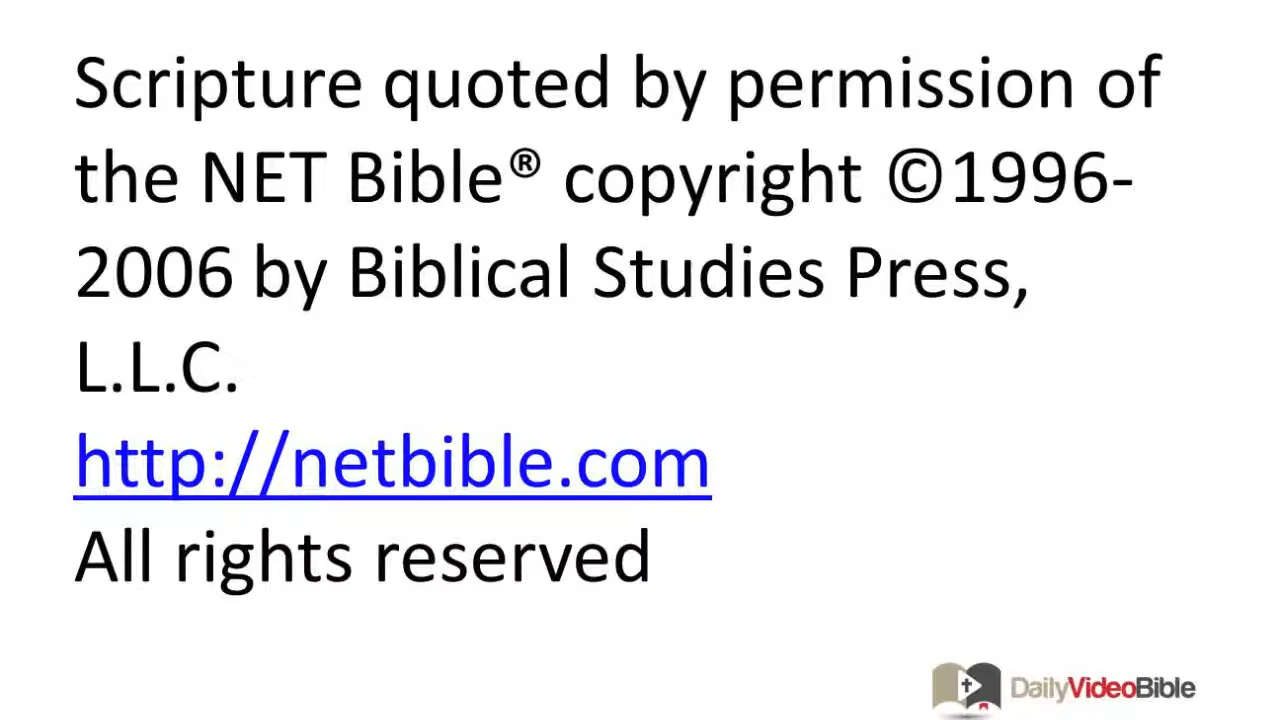 Scripture quoted by permission of
the NET Bible® copyright ©1996-
2006 by Biblical Studies Press,
L.L.C.
http://netbible.com
All rights reserved
DailyVideoBible